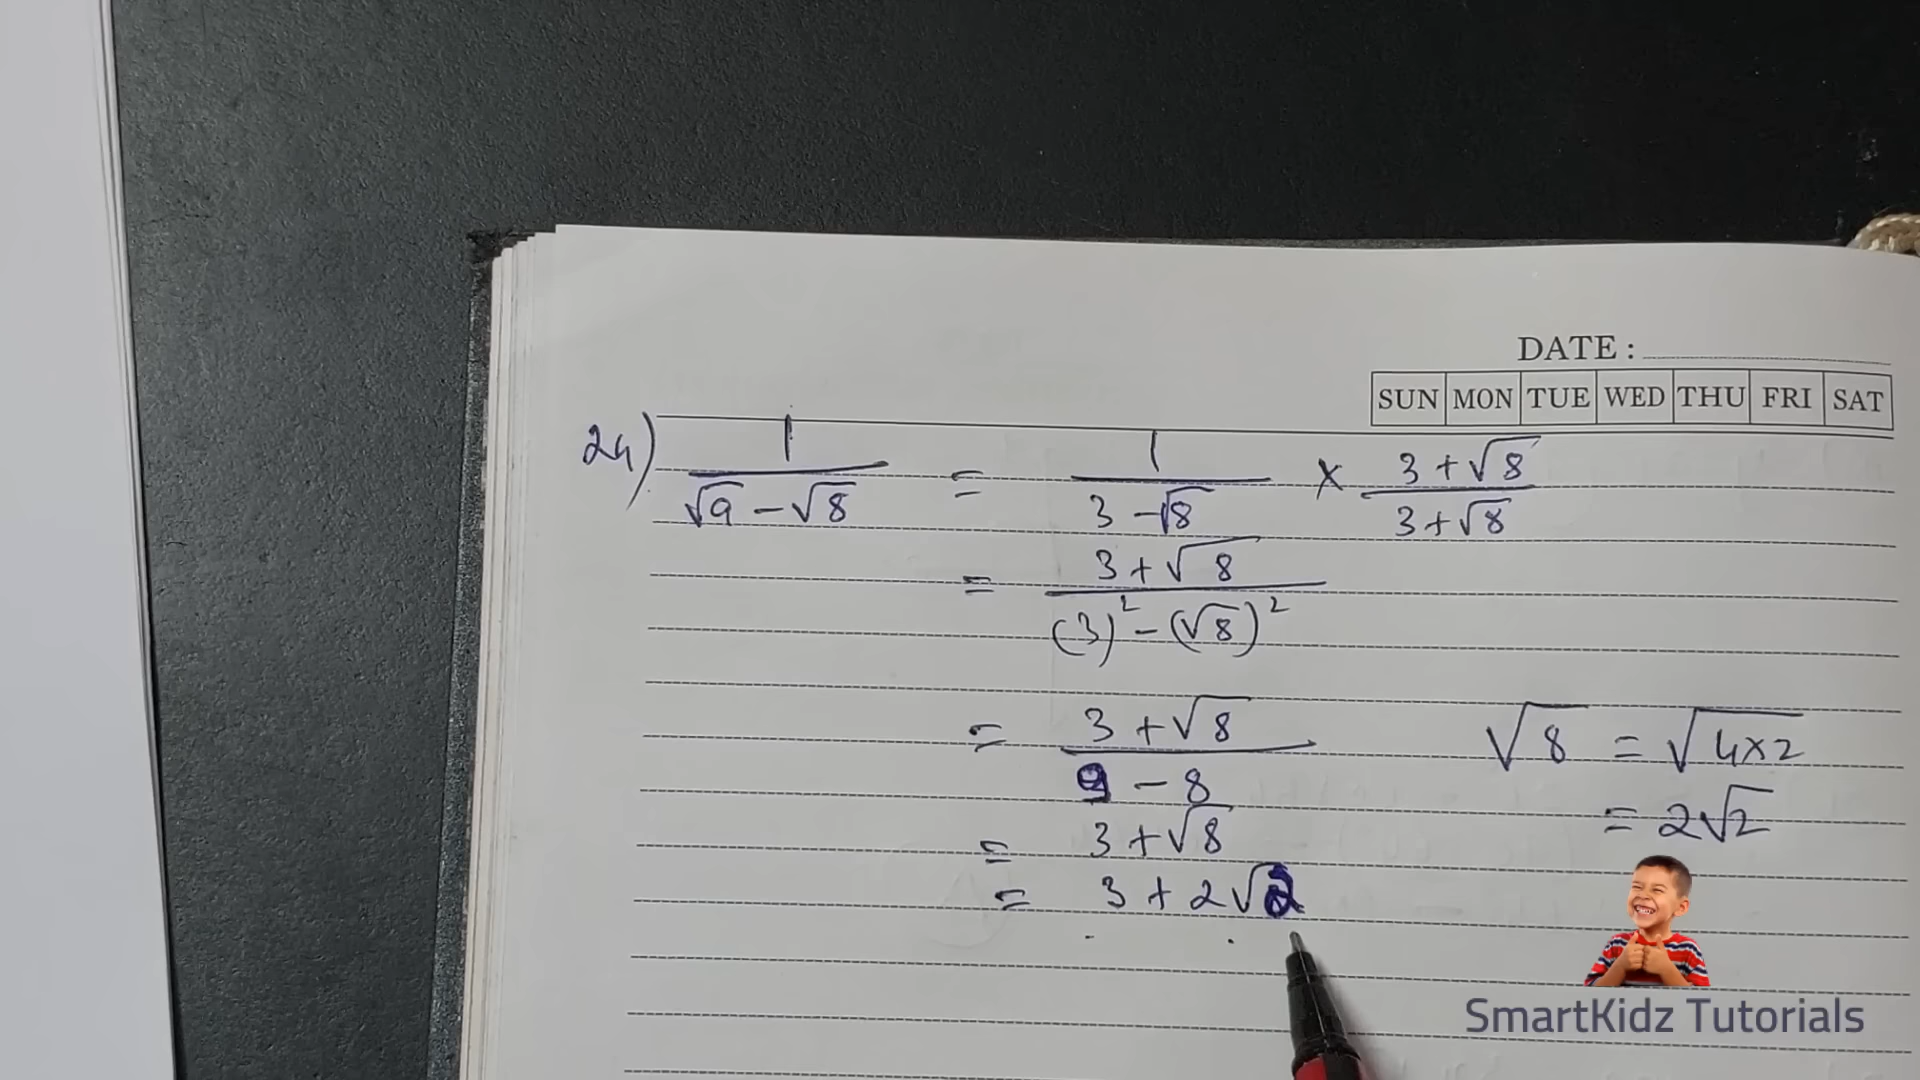 DATE :
SUN MON TUE WED THU FRI SAT
24) 1/(√9 - √8) = 1/(3 - √8) × (3 + √8)/(3 + √8)
= (3 + √8)/((3)² - (√8)²)
= (3 + √8)/(9 - 8)
√8 = √4×2
= 2√2
= 3 + √8
= 3 + 2√2
SmartKidz Tutorials